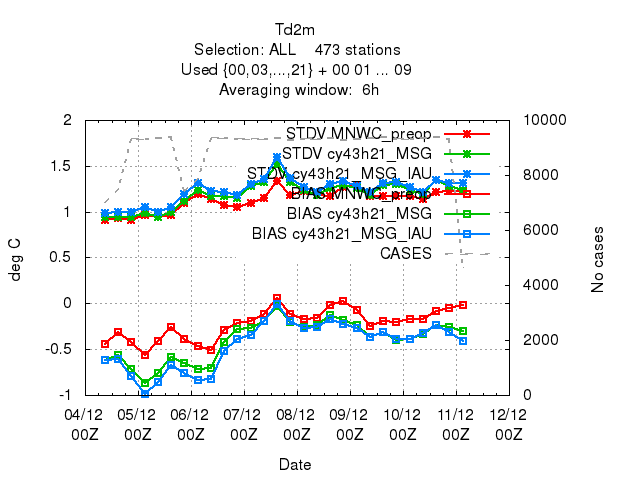 Td2m
Selection: ALL    473 stations
Used {00,03,...,21} + 00 01 ... 09
Averaging window:  6h
2
1.5
1
0.5
0
-0.5
-1
deg C
STDV MNWC_preop
STDV cy43h21_MSG
STDV cy43h21_MSG_IAU
BIAS MNWC_preop
BIAS cy43h21_MSG
BIAS cy43h21_MSG_IAU
CASES
10000
8000
6000
4000
2000
0
No cases
04/12 05/12 06/12 07/12 08/12 09/12 10/12 11/12 12/12
00Z 00Z 00Z 00Z 00Z 00Z 00Z 00Z 00Z
Date